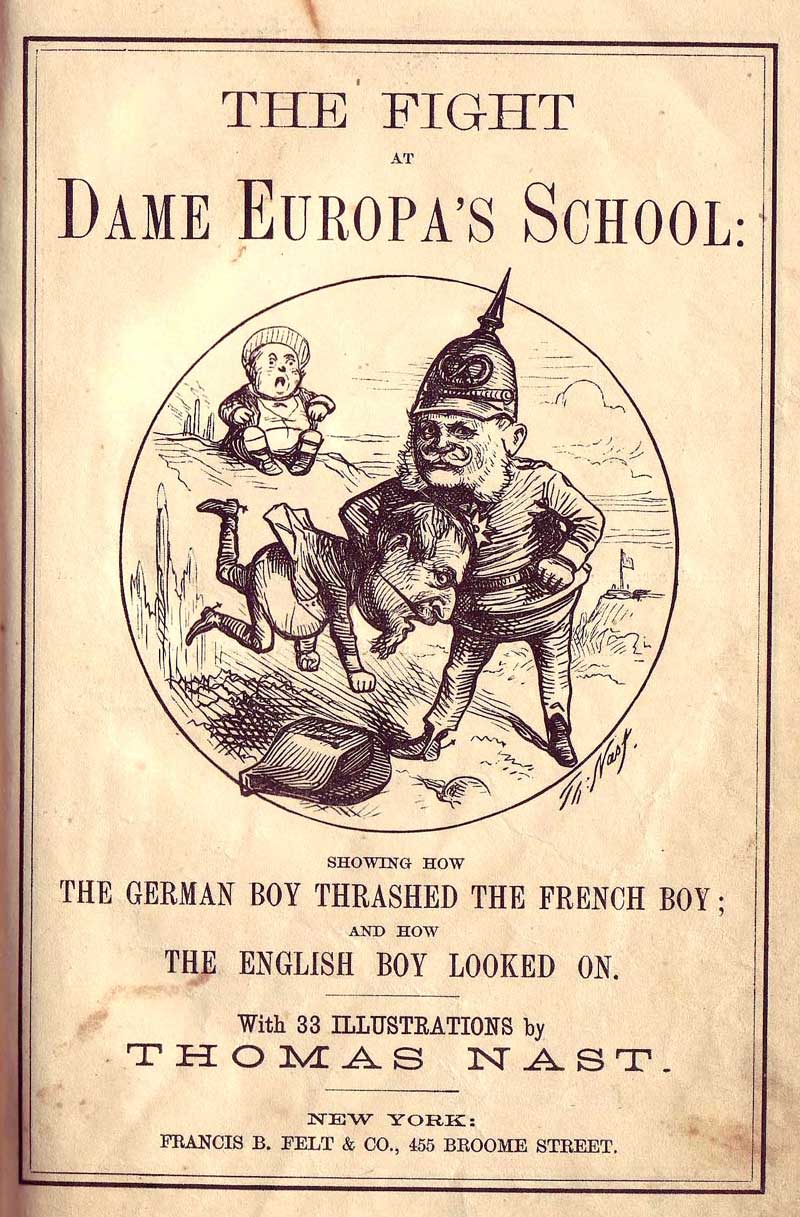 THE FIGHT
AT
DAME EUROPA'S SCHOOL:
Th: Nast.
SHOWING HOW
THE GERMAN BOY THRASHED THE FRENCH BOY;
AND HOW
THE ENGLISH BOY LOOKED ON.
With 33 ILLUSTRATIONS by
THOMAS NAST.
NEW YORK:
FRANCIS B. FELT & CO., 455 BROOME STREET.